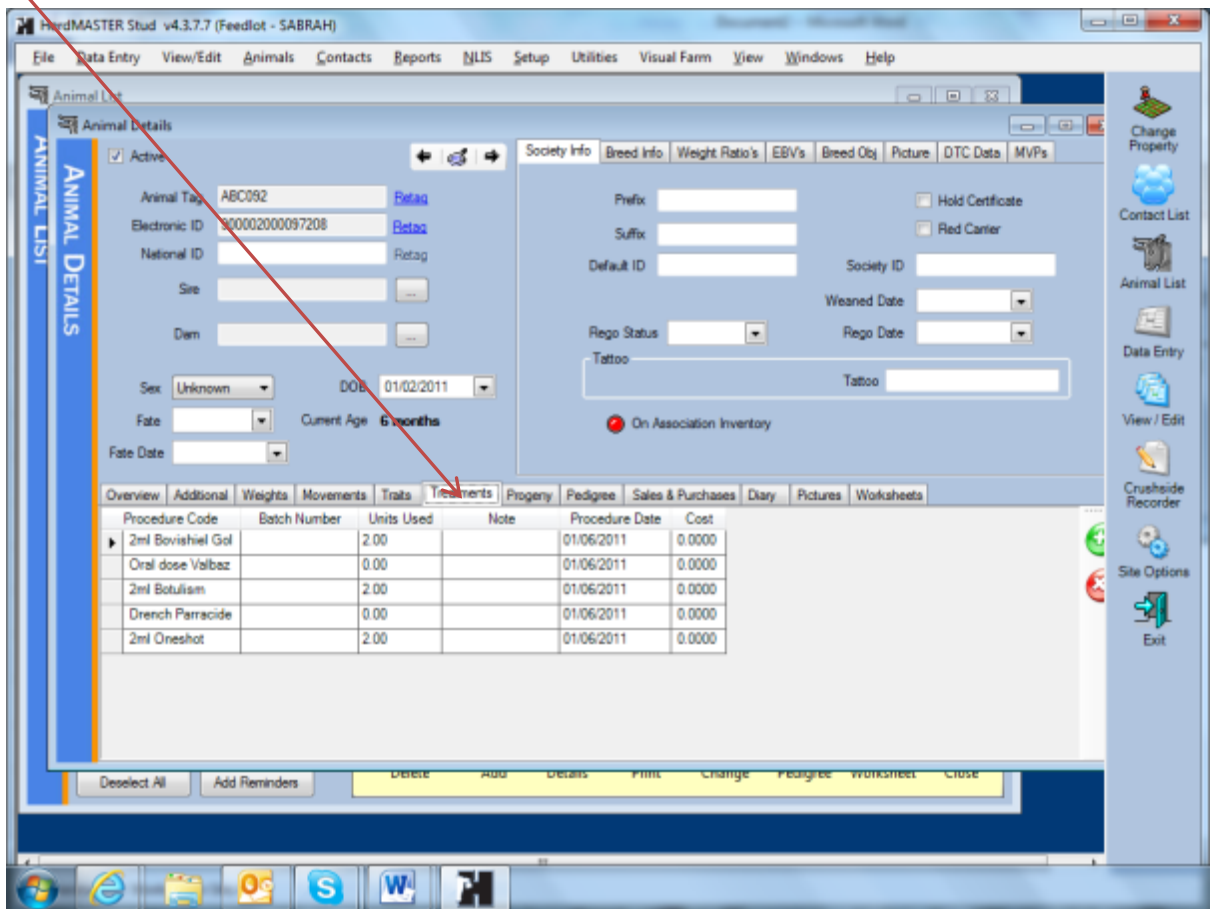 HerdMASTER Stud v4.3.7.7 (Feedlot - SABRAH)
File Data Entry View/Edit Animals Contacts Reports NLIS Setup Utilities Visual Farm View Windows Help
Animal List
Animal Details
ANIMAL LIST
ANIMAL DETAILS
Active
Animal Tag ABC092 Retag
Electronic ID 900002000097208 Retag
National ID Retag
Sire ...
Dam ...
Sex Unknown DOB 01/02/2011
Fate Current Age 6 months
Fate Date
Society Info Breed Info Weight Ratio's EBV's Breed Obj Picture DTC Data MVPs
Prefix Hold Certificate
Suffix Red Carrier
Default ID Society ID
Weaned Date
Rego Status Rego Date
Tattoo
Tattoo
On Association Inventory
Overview Additional Weights Movements Traits Treatments Progeny Pedigree Sales & Purchases Diary Pictures Worksheets
Procedure Code Batch Number Units Used Note Procedure Date Cost
2ml Bovishiel Gol 2.00 01/06/2011 0.0000
Oral dose Valbaz 0.00 01/06/2011 0.0000
2ml Botulism 2.00 01/06/2011 0.0000
Drench Parracide 0.00 01/06/2011 0.0000
2ml Oneshot 2.00 01/06/2011 0.0000
Deselect All Add Reminders Delete Add Details Print Change Pedigree Worksheet Close
Change
Property
Contact List
Animal List
Data Entry
View / Edit
Crushside
Recorder
Site Options
Exit